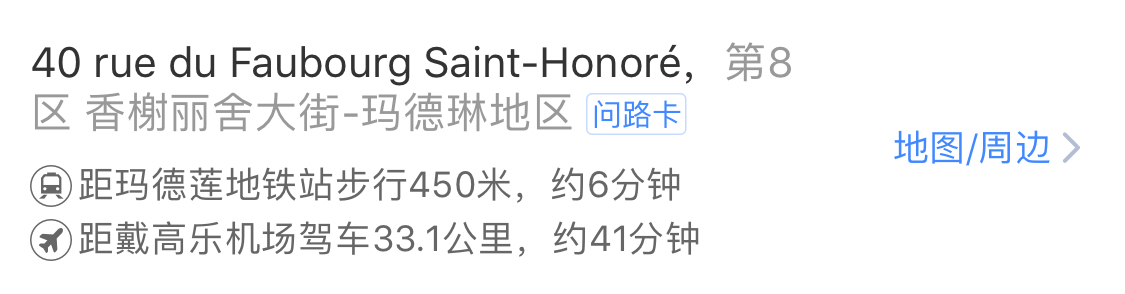 40 rue du Faubourg Saint-Honoré，第8
区 香榭丽舍大街-玛德琳地区 问路卡
地图/周边
距玛德莲地铁站步行450米，约6分钟
距戴高乐机场驾车33.1公里，约41分钟